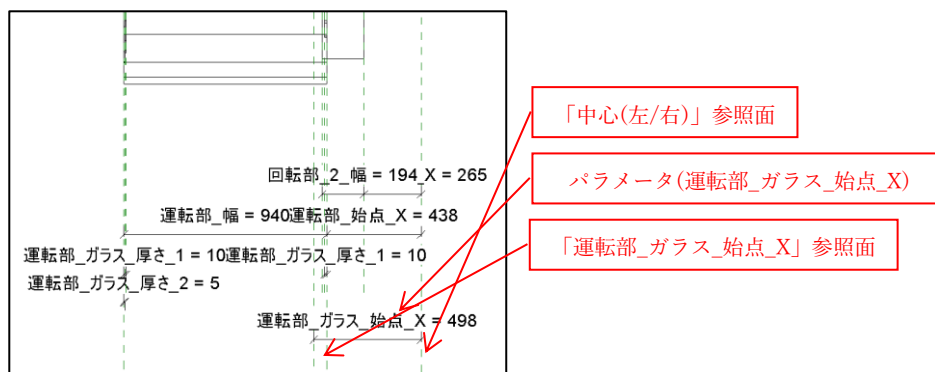 「中心(左/右)」参照面
回転部_2_幅 = 194_X = 265
パラメータ(運転部_ガラス_始点_X)
運転部_幅 = 940運転部_始点_X = 438
運転部_ガラス_厚さ_1 = 10運転部_ガラス_厚さ_1 = 10
「運転部_ガラス_始点_X」参照面
運転部_ガラス_厚さ_2 = 5
運転部_ガラス_始点_X = 498